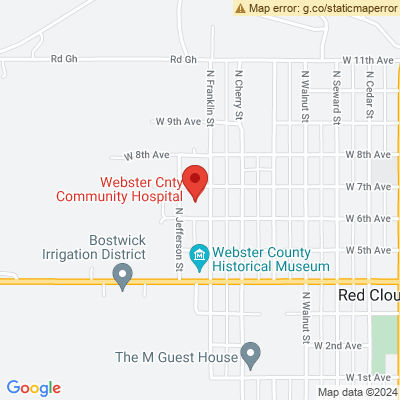 Map error: g.co/staticmaperror
Rd Gh
Rd Gh
W 11th Ave
N Franklin St
N Cherry St
N Walnut St
N Seward St
N Cedar St
W 9th Ave
W 8th Ave
W 8th Ave
Webster Cnty
Community Hospital
W 7th Ave
N Jefferson St
W 6th Ave
Bostwick
Irrigation District
Webster County
Historical Museum
W 5th Ave
N Walnut St
Red Clou
W 2nd Ave
The M Guest House
W 1st Ave
Google
Map data ©2024